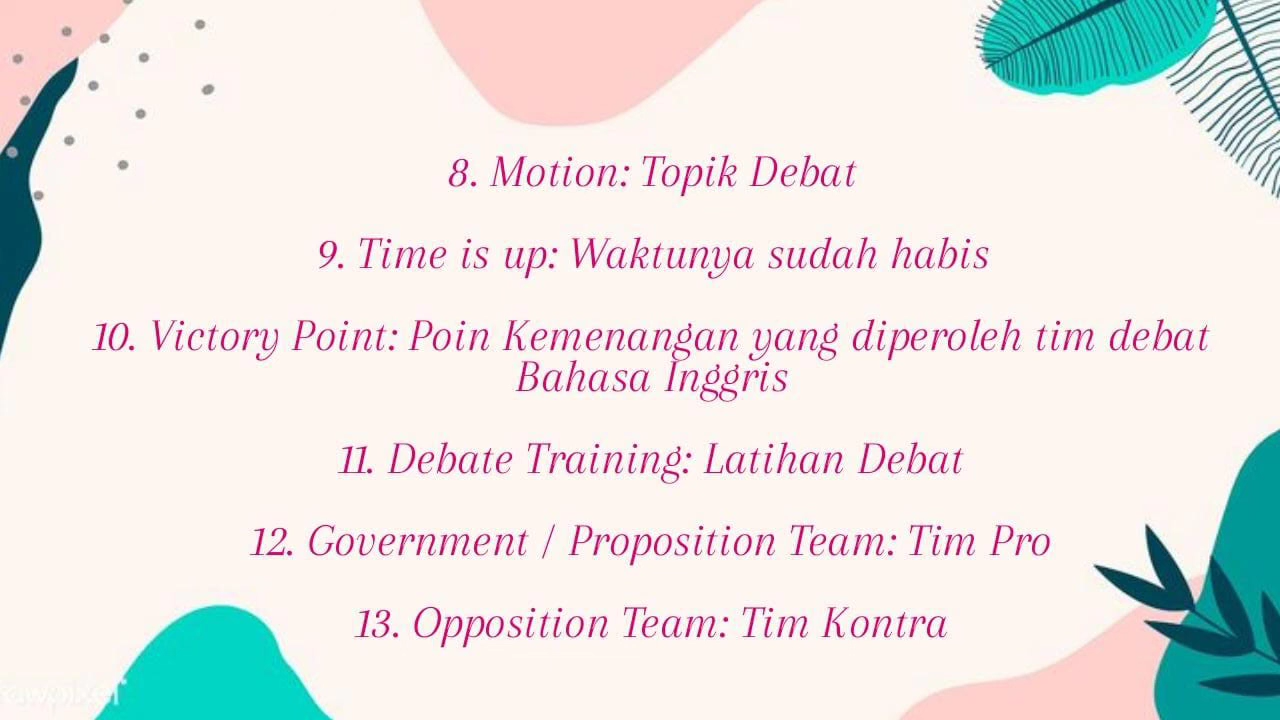 8. Motion: Topik Debat
9. Time is up: Waktunya sudah habis
10. Victory Point: Poin Kemenangan yang diperoleh tim debat
Bahasa Inggris
11. Debate Training: Latihan Debat
12. Government / Proposition Team: Tim Pro
13. Opposition Team: Tim Kontra
rawpixel